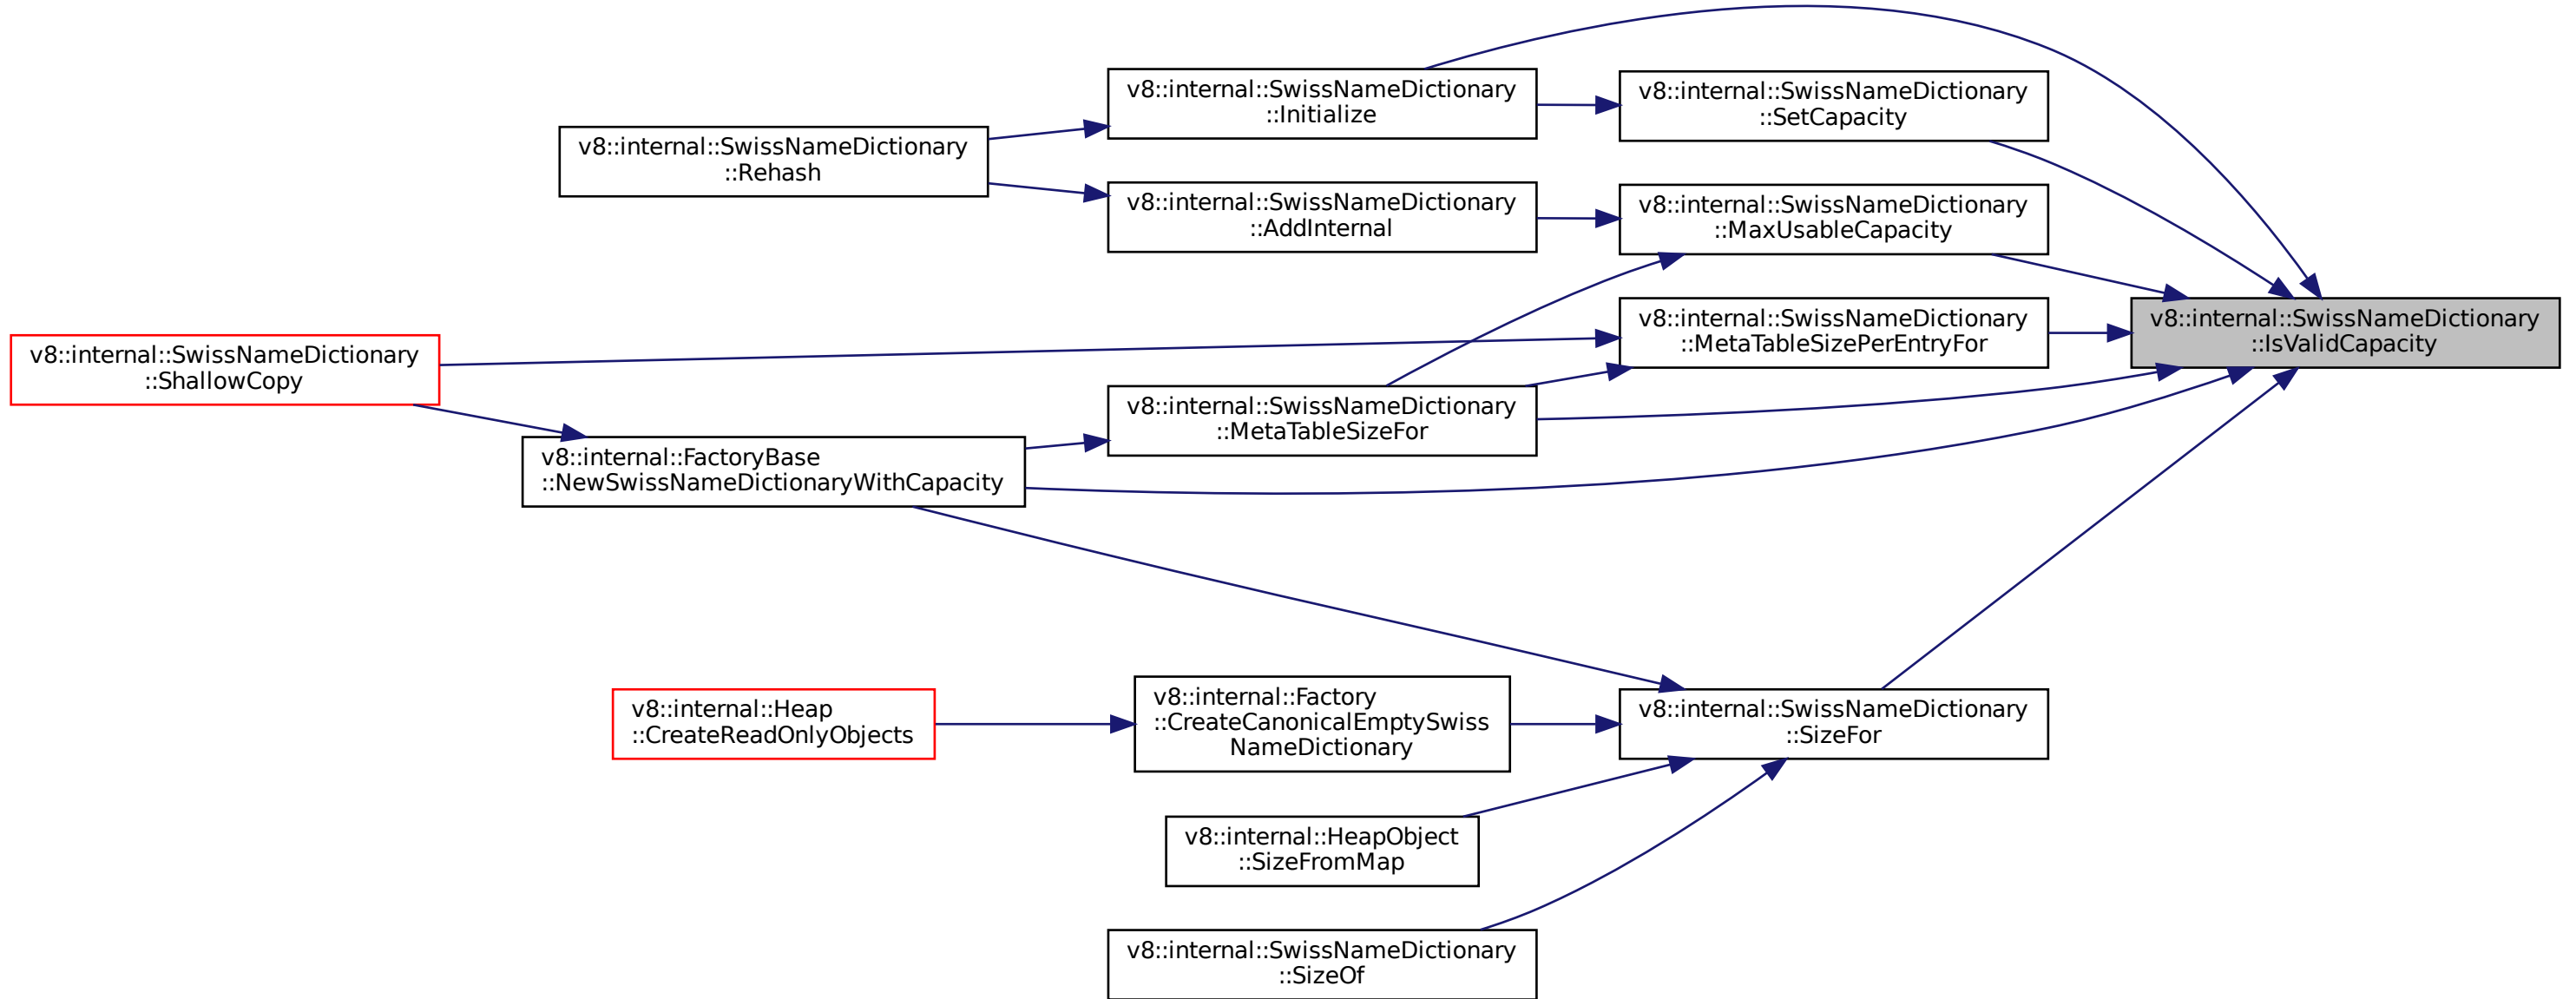 v8::internal::SwissNameDictionary
::Initialize
v8::internal::SwissNameDictionary
::SetCapacity
v8::internal::SwissNameDictionary
::Rehash
v8::internal::SwissNameDictionary
::AddInternal
v8::internal::SwissNameDictionary
::MaxUsableCapacity
v8::internal::SwissNameDictionary
::MetaTableSizePerEntryFor
v8::internal::SwissNameDictionary
::IsValidCapacity
v8::internal::SwissNameDictionary
::ShallowCopy
v8::internal::SwissNameDictionary
::MetaTableSizeFor
v8::internal::FactoryBase
::NewSwissNameDictionaryWithCapacity
v8::internal::Heap
::CreateReadOnlyObjects
v8::internal::Factory
::CreateCanonicalEmptySwiss
NameDictionary
v8::internal::SwissNameDictionary
::SizeFor
v8::internal::HeapObject
::SizeFromMap
v8::internal::SwissNameDictionary
::SizeOf